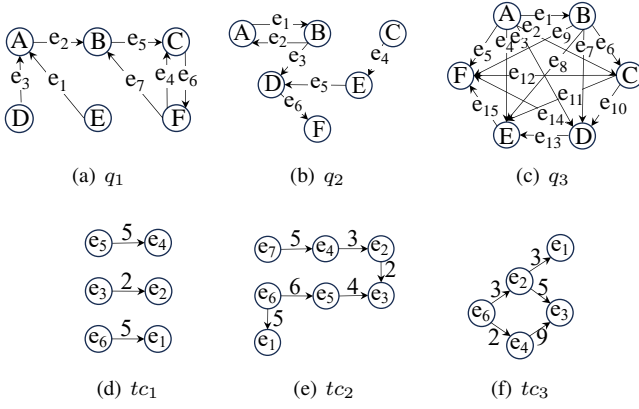 A e₂ B e₅ C
e₃ e₁ e₇ e₄ e₆
D E F
(a) q₁
A e₁ B C
e₂ e₃ e₄
D e₅ E
e₆ F
(b) q₂
A e₁ B
e₅ e₄ e₃ e₂ e₉ e₇ e₆
F e₁₂ e₈ C
e₁₅ e₁₄ e₁₁ e₁₀
E e₁₃ D
(c) q₃
e₅ 5 e₄
e₃ 2 e₂
e₆ 5 e₁
(d) tc₁
e₇ 5 e₄ 3 e₂
2
e₆ 6 e₅ 4 e₃
5
e₁
(e) tc₂
e₁
3
e₂
3 5
e₆ e₃
2 9
e₄
(f) tc₃